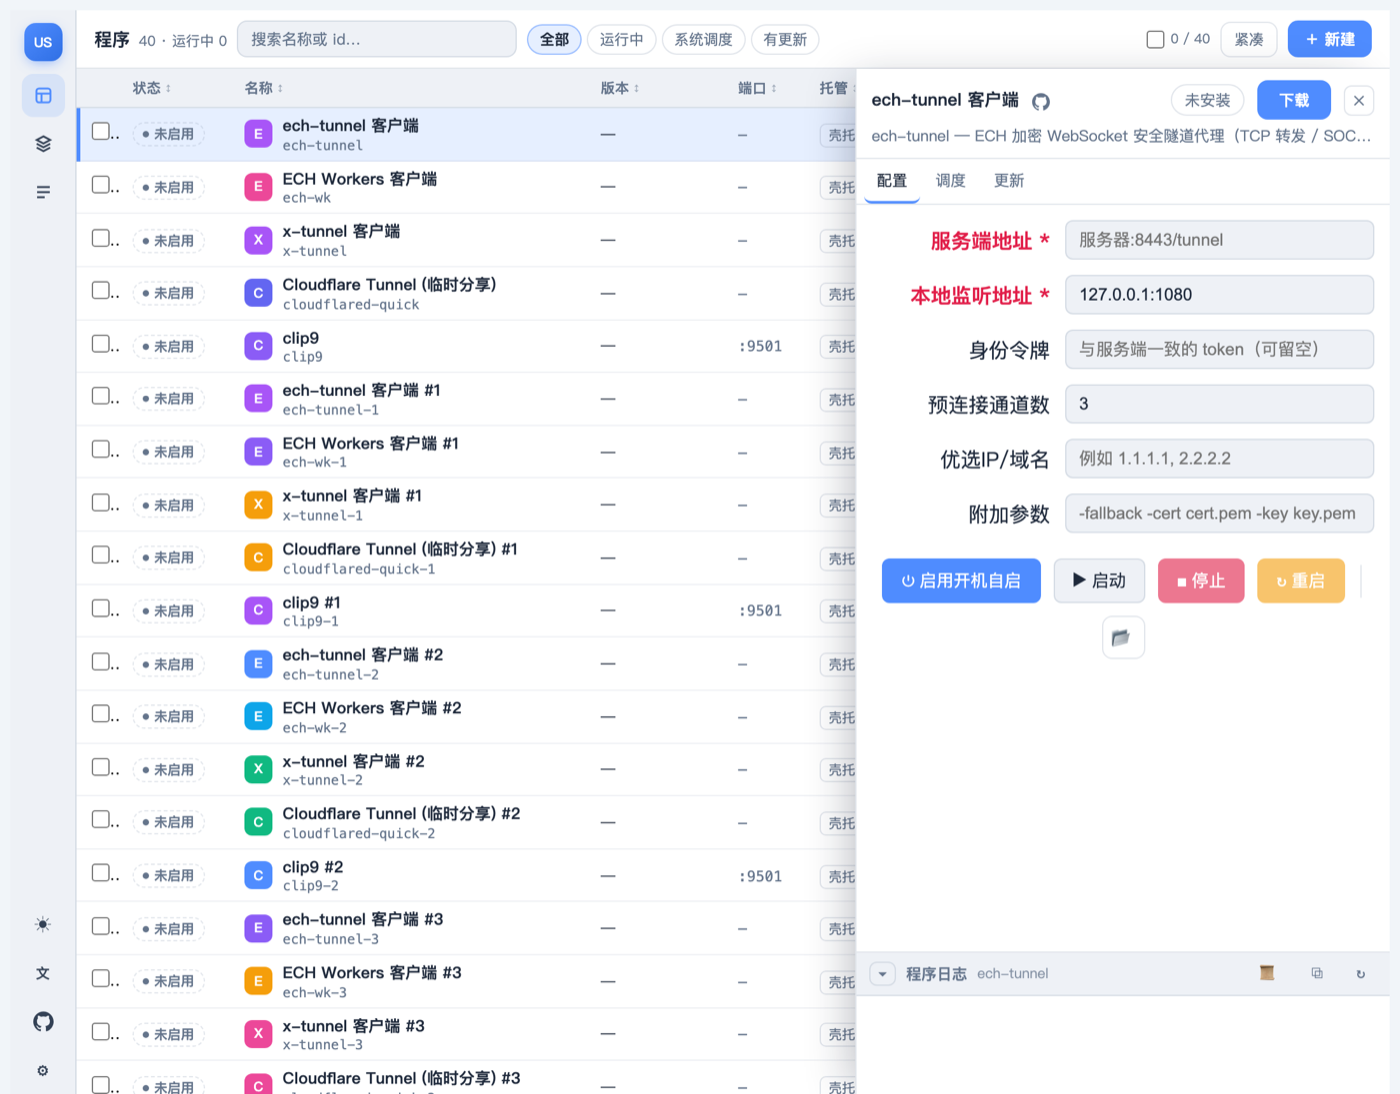 US
程序 40 · 运行中 0 搜索名称或 id... 全部 运行中 系统调度 有更新 0 / 40 紧凑 + 新建
状态 名称 版本 端口 托管
未启用 E ech-tunnel 客户端 — – 壳托
ech-tunnel
未启用 E ECH Workers 客户端 — – 壳托
ech-wk
未启用 X x-tunnel 客户端 — – 壳托
x-tunnel
未启用 C Cloudflare Tunnel (临时分享) — – 壳托
cloudflared-quick
未启用 C clip9 — :9501 壳托
clip9
未启用 E ech-tunnel 客户端 #1 — – 壳托
ech-tunnel-1
未启用 E ECH Workers 客户端 #1 — – 壳托
ech-wk-1
未启用 X x-tunnel 客户端 #1 — – 壳托
x-tunnel-1
未启用 C Cloudflare Tunnel (临时分享) #1 — – 壳托
cloudflared-quick-1
未启用 C clip9 #1 — :9501 壳托
clip9-1
未启用 E ech-tunnel 客户端 #2 — – 壳托
ech-tunnel-2
未启用 E ECH Workers 客户端 #2 — – 壳托
ech-wk-2
未启用 X x-tunnel 客户端 #2 — – 壳托
x-tunnel-2
未启用 C Cloudflare Tunnel (临时分享) #2 — – 壳托
cloudflared-quick-2
未启用 C clip9 #2 — :9501 壳托
clip9-2
未启用 E ech-tunnel 客户端 #3 — – 壳托
ech-tunnel-3
未启用 E ECH Workers 客户端 #3 — – 壳托
ech-wk-3
未启用 X x-tunnel 客户端 #3 — – 壳托
x-tunnel-3
未启用 C Cloudflare Tunnel (临时分享) #3 — – 壳托
文
ech-tunnel 客户端 未安装 下载 ×
ech-tunnel — ECH 加密 WebSocket 安全隧道代理（TCP 转发 / SOC...
配置 调度 更新
服务端地址 * 服务器:8443/tunnel
本地监听地址 * 127.0.0.1:1080
身份令牌 与服务端一致的 token（可留空）
预连接通道数 3
优选IP/域名 例如 1.1.1.1, 2.2.2.2
附加参数 -fallback -cert cert.pem -key key.pem
启用开机自启 启动 停止 重启
程序日志 ech-tunnel